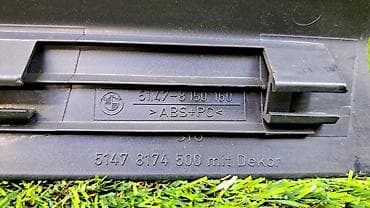 51.47-8 150 160
>ABS+PC<
5147 8174 500 mit Dekor